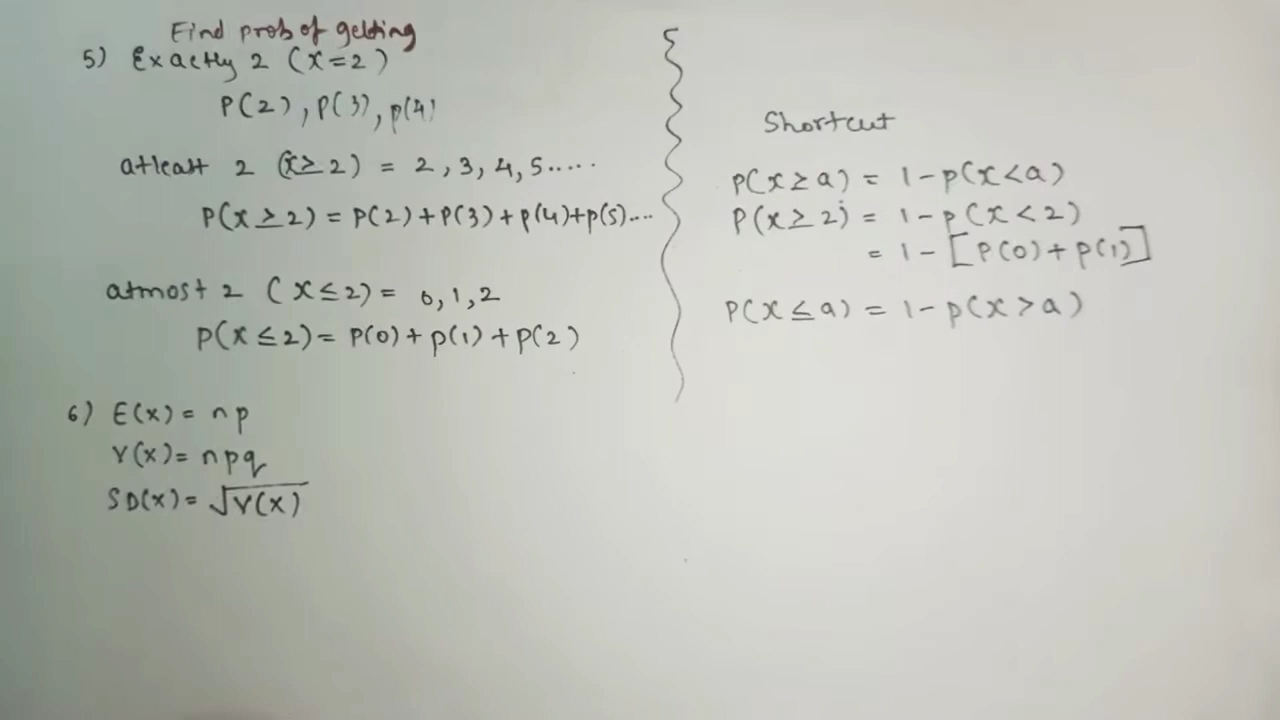 Find prob of getting
5) Exactly 2 (x=2)
P(2), P(3), p(4)
atleast 2 (x≥2) = 2, 3, 4, 5.....
P(x ≥ 2) = P(2)+P(3)+p(4)+p(5)....
atmost 2 (x ≤ 2) = 0, 1, 2
P(x ≤ 2) = P(0) + p(1) + p(2)
6) E(x) = np
V(x) = npq
SD(x) = √V(x)
Shortcut
P(x ≥ a) = 1 - p(x < a)
P(x ≥ 2) = 1 - p(x < 2)
= 1 - [P(0) + p(1)]
P(x ≤ a) = 1 - p(x > a)